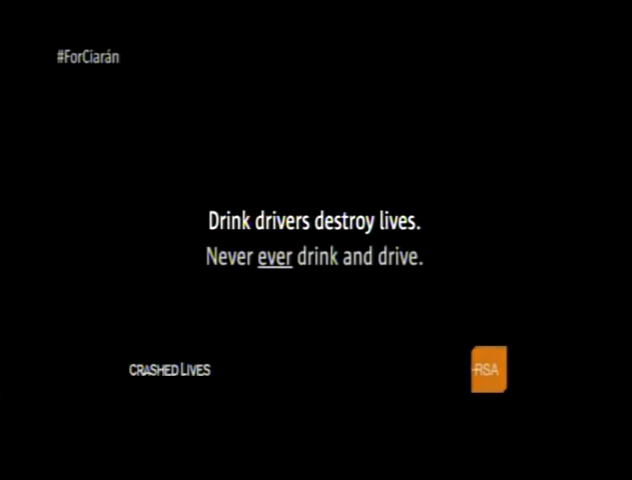 #ForCiarán
Drink drivers destroy lives.
Never ever drink and drive.
CRASHED LIVES
RSA